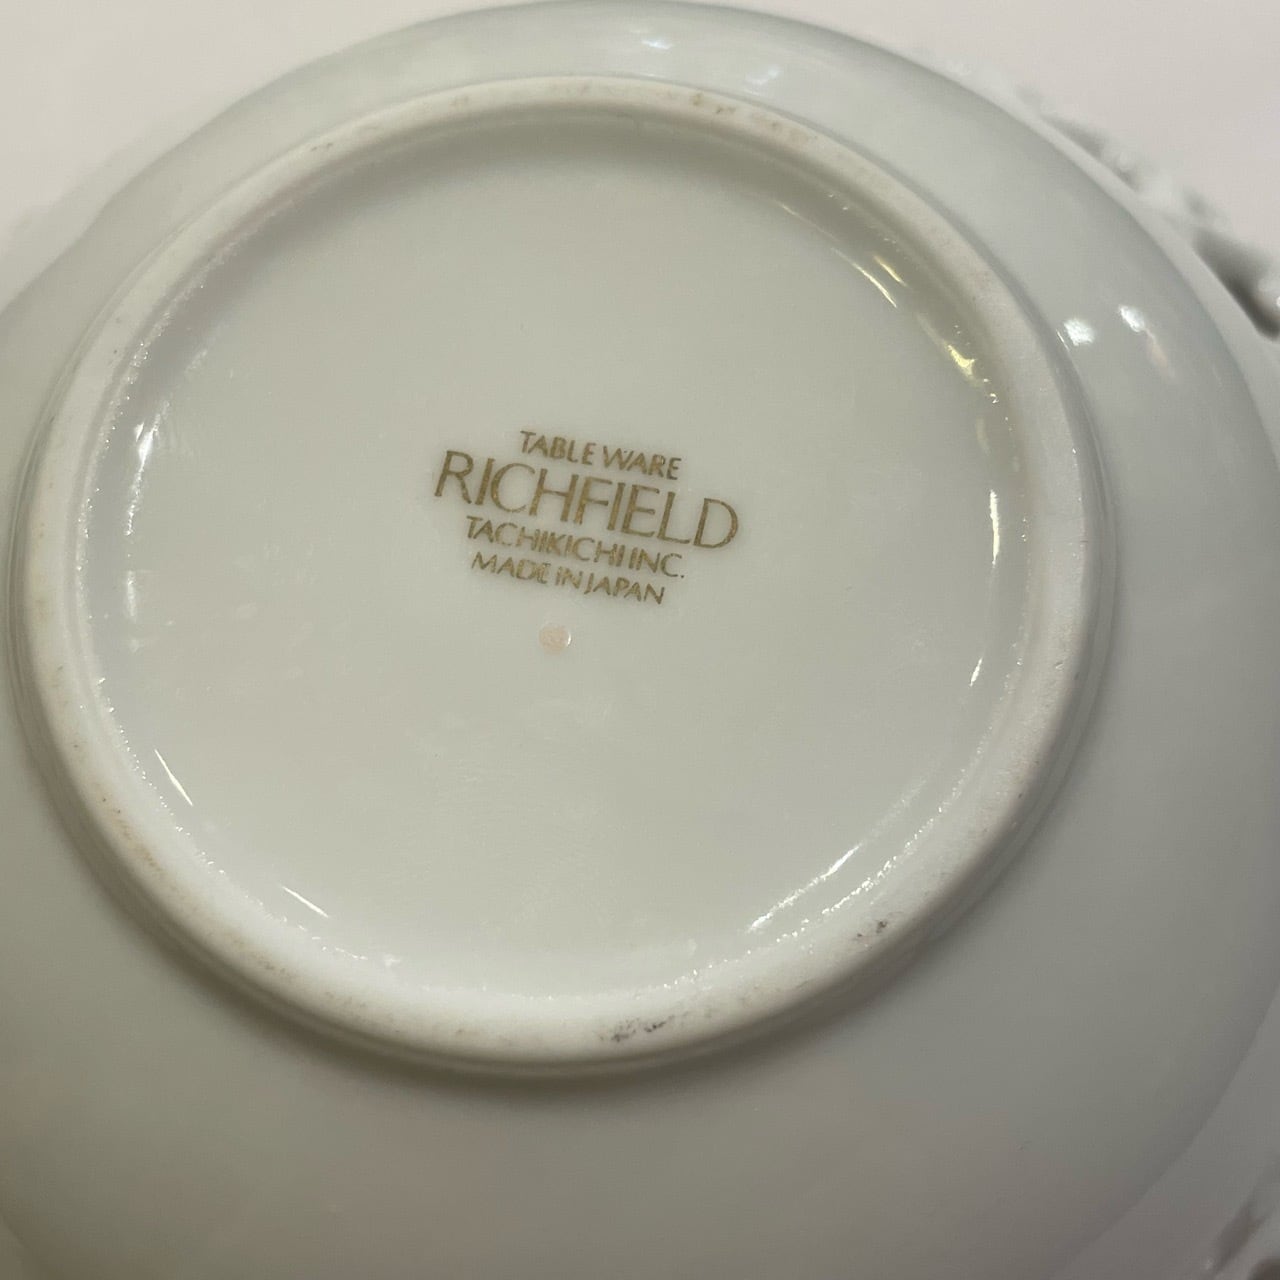 TABLE WARE
RICHFIELD
TACHIKICHI INC.
MADE IN JAPAN